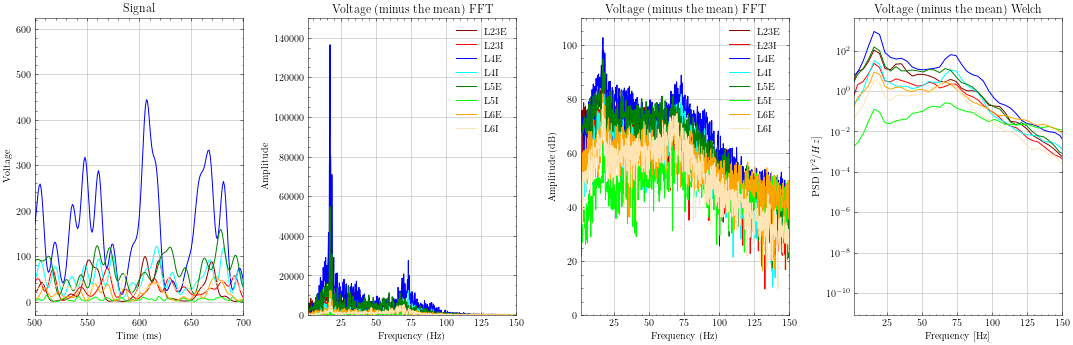 Signal
Voltage
600
500
400
300
200
100
0
500
550
600
650
700
Time (ms)
Voltage (minus the mean) FFT
Amplitude
140000
120000
100000
80000
60000
40000
20000
0
25
50
75
100
125
150
Frequency (Hz)
L23E
L23I
L4E
L4I
L5E
L5I
L6E
L6I
Voltage (minus the mean) FFT
Amplitude (dB)
100
80
60
40
20
0
25
50
75
100
125
150
Frequency (Hz)
L23E
L23I
L4E
L4I
L5E
L5I
L6E
L6I
Voltage (minus the mean) Welch
PSD [V²/Hz]
10²
10⁰
10⁻²
10⁻⁴
10⁻⁶
10⁻⁸
10⁻¹⁰
25
50
75
100
125
150
Frequency [Hz]